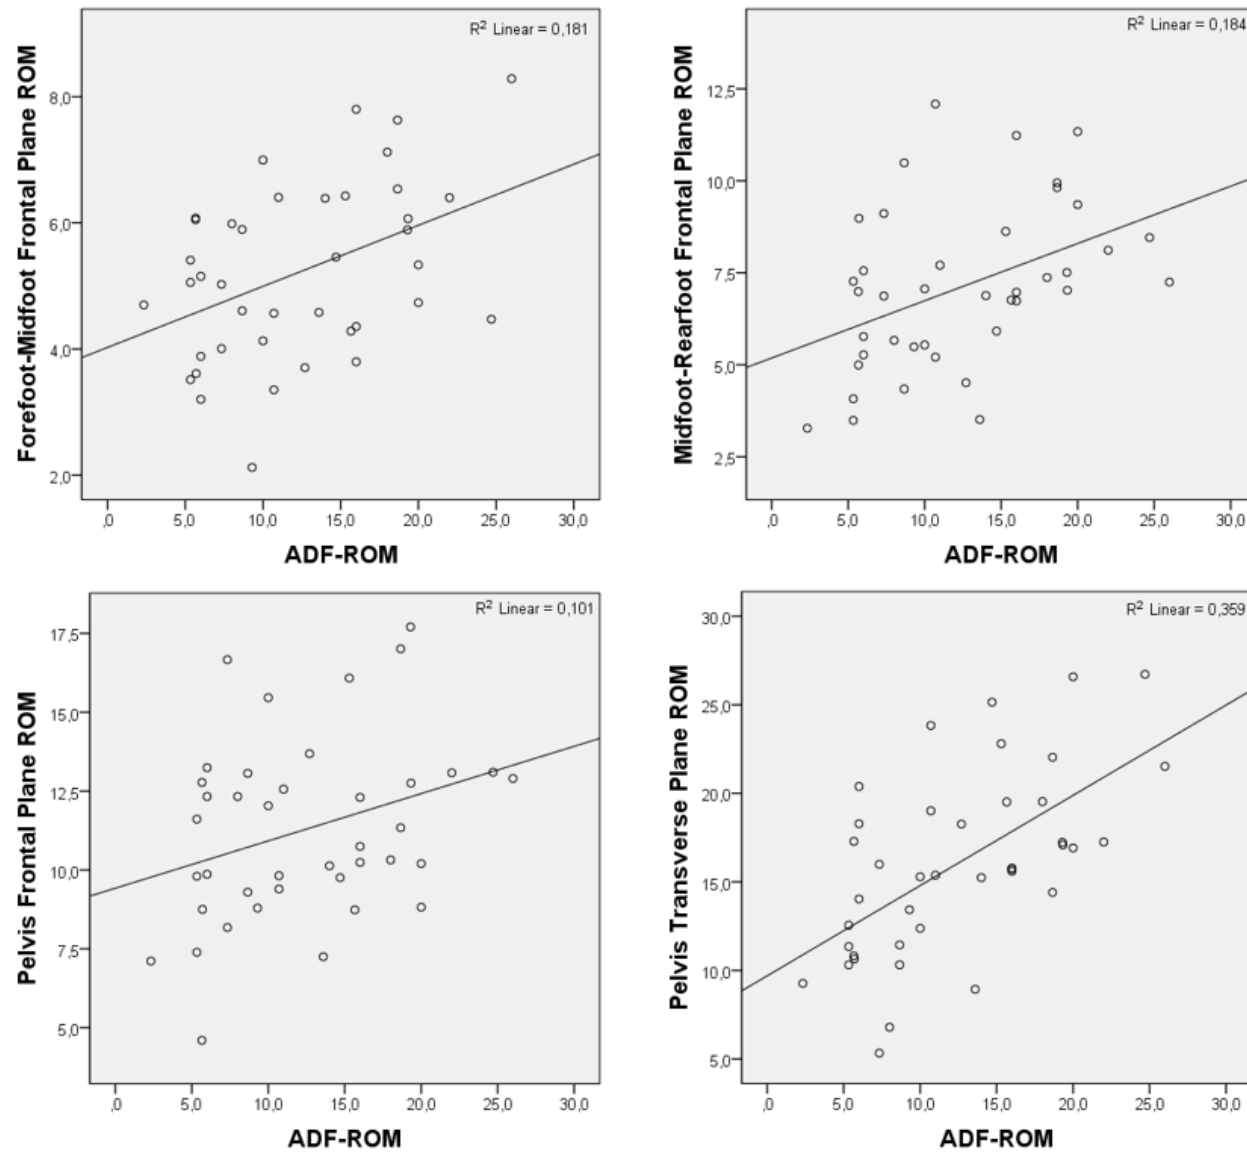 R² Linear = 0,181
Forefoot-Midfoot Frontal Plane ROM
8,0
6,0
4,0
2,0
,0 5,0 10,0 15,0 20,0 25,0 30,0
ADF-ROM
R² Linear = 0,184
Midfoot-Rearfoot Frontal Plane ROM
12,5
10,0
7,5
5,0
2,5
,0 5,0 10,0 15,0 20,0 25,0 30,0
ADF-ROM
R² Linear = 0,101
Pelvis Frontal Plane ROM
17,5
15,0
12,5
10,0
7,5
5,0
,0 5,0 10,0 15,0 20,0 25,0 30,0
ADF-ROM
R² Linear = 0,359
Pelvis Transverse Plane ROM
30,0
25,0
20,0
15,0
10,0
5,0
,0 5,0 10,0 15,0 20,0 25,0 30,0
ADF-ROM